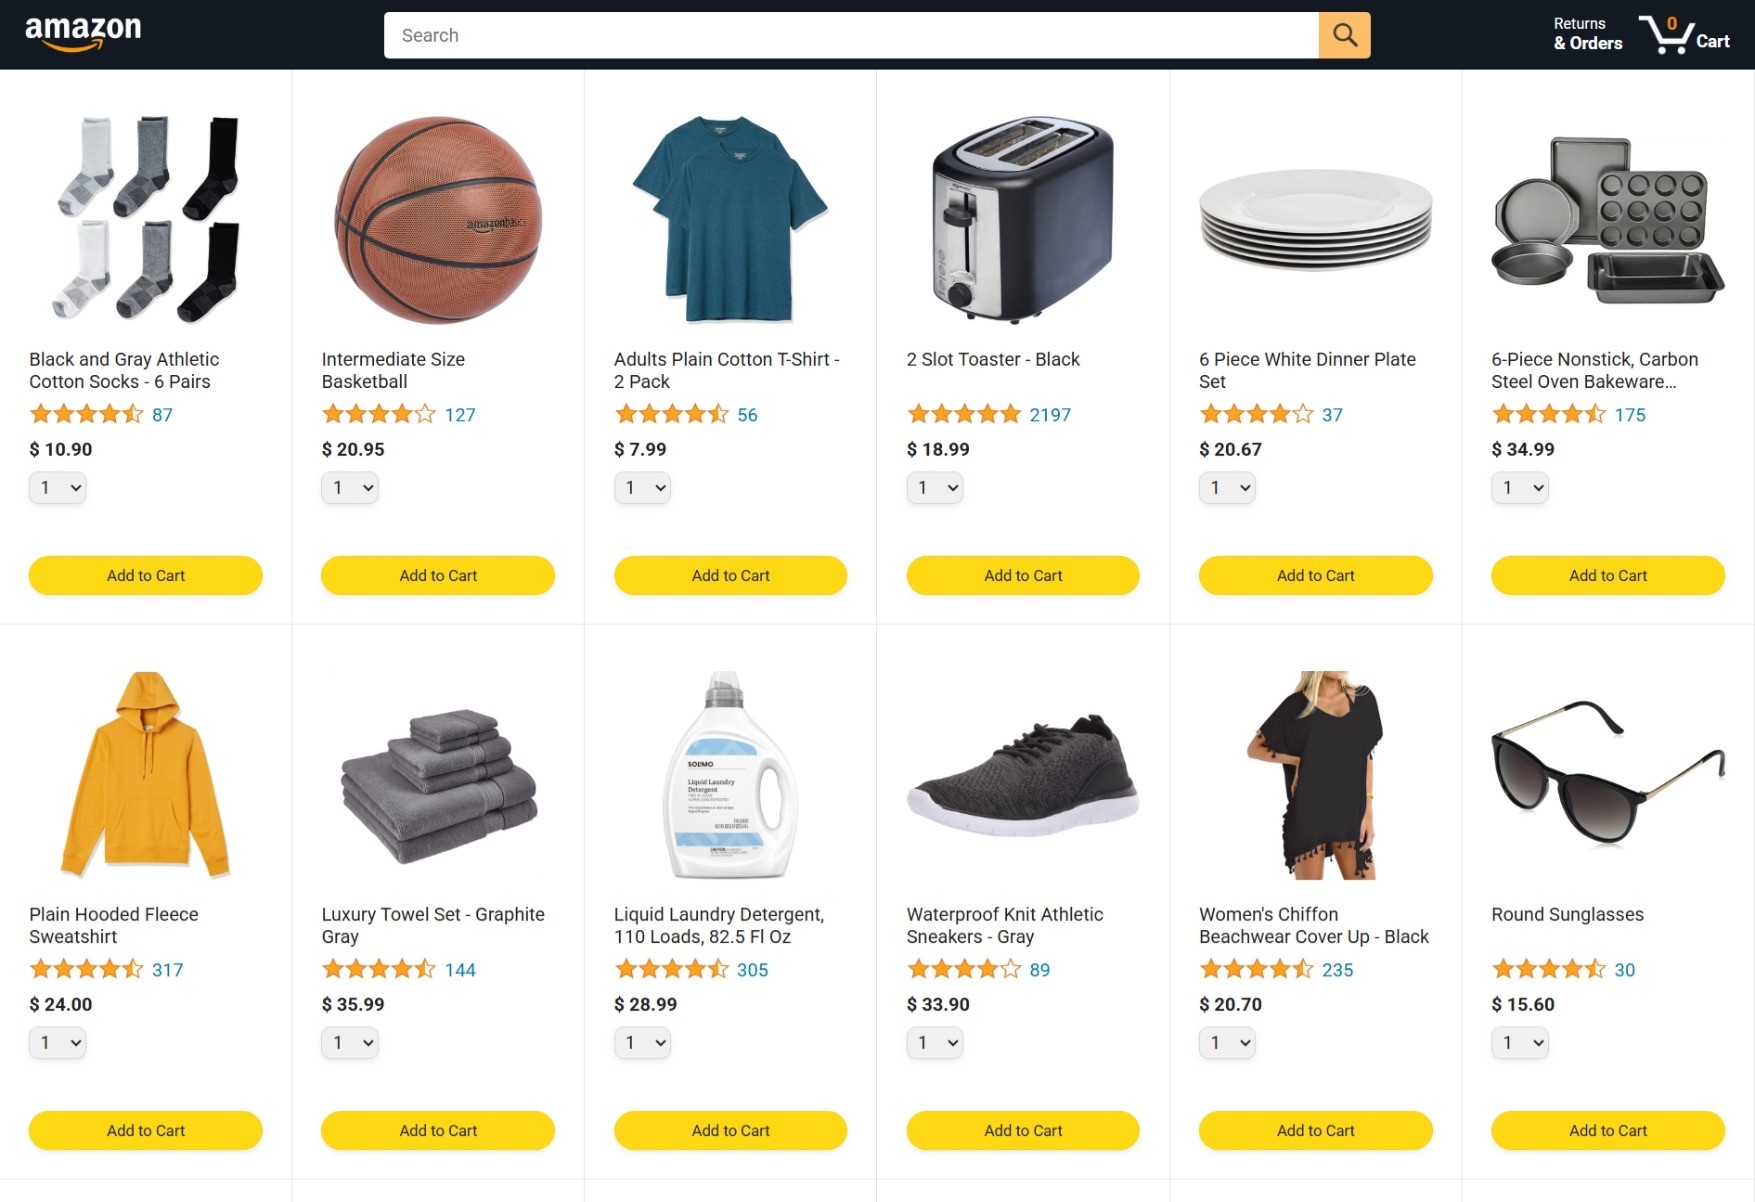 amazon
Search
Returns
& Orders
0
Cart
amazonbasics
Black and Gray Athletic
Cotton Socks - 6 Pairs
87
$ 10.90
1
Add to Cart
Intermediate Size
Basketball
127
$ 20.95
1
Add to Cart
Adults Plain Cotton T-Shirt -
2 Pack
56
$ 7.99
1
Add to Cart
2 Slot Toaster - Black
2197
$ 18.99
1
Add to Cart
6 Piece White Dinner Plate
Set
37
$ 20.67
1
Add to Cart
6-Piece Nonstick, Carbon
Steel Oven Bakeware...
175
$ 34.99
1
Add to Cart
Plain Hooded Fleece
Sweatshirt
317
$ 24.00
1
Add to Cart
Luxury Towel Set - Graphite
Gray
144
$ 35.99
1
Add to Cart
SOLIMO
Liquid Laundry
Detergent
Liquid Laundry Detergent,
110 Loads, 82.5 Fl Oz
305
$ 28.99
1
Add to Cart
Waterproof Knit Athletic
Sneakers - Gray
89
$ 33.90
1
Add to Cart
Women's Chiffon
Beachwear Cover Up - Black
235
$ 20.70
1
Add to Cart
Round Sunglasses
30
$ 15.60
1
Add to Cart